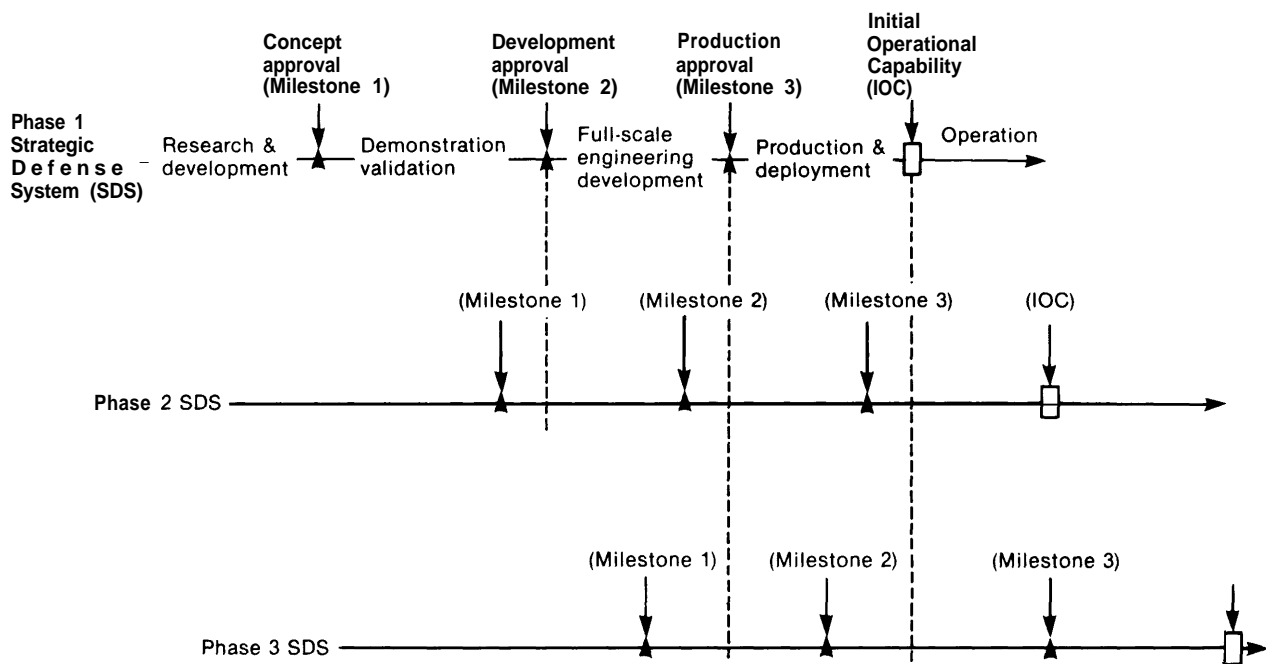 Concept
approval
(Milestone 1)
Development
approval
(Milestone 2)
Production
approval
(Milestone 3)
Initial
Operational
Capability
(IOC)
Phase 1
Strategic
Defense
System (SDS)
Research &
development
Demonstration
validation
Full-scale
engineering
development
Production &
deployment
Operation
(Milestone 1)
(Milestone 2)
(Milestone 3)
(IOC)
Phase 2 SDS
(Milestone 1)
(Milestone 2)
(Milestone 3)
Phase 3 SDS